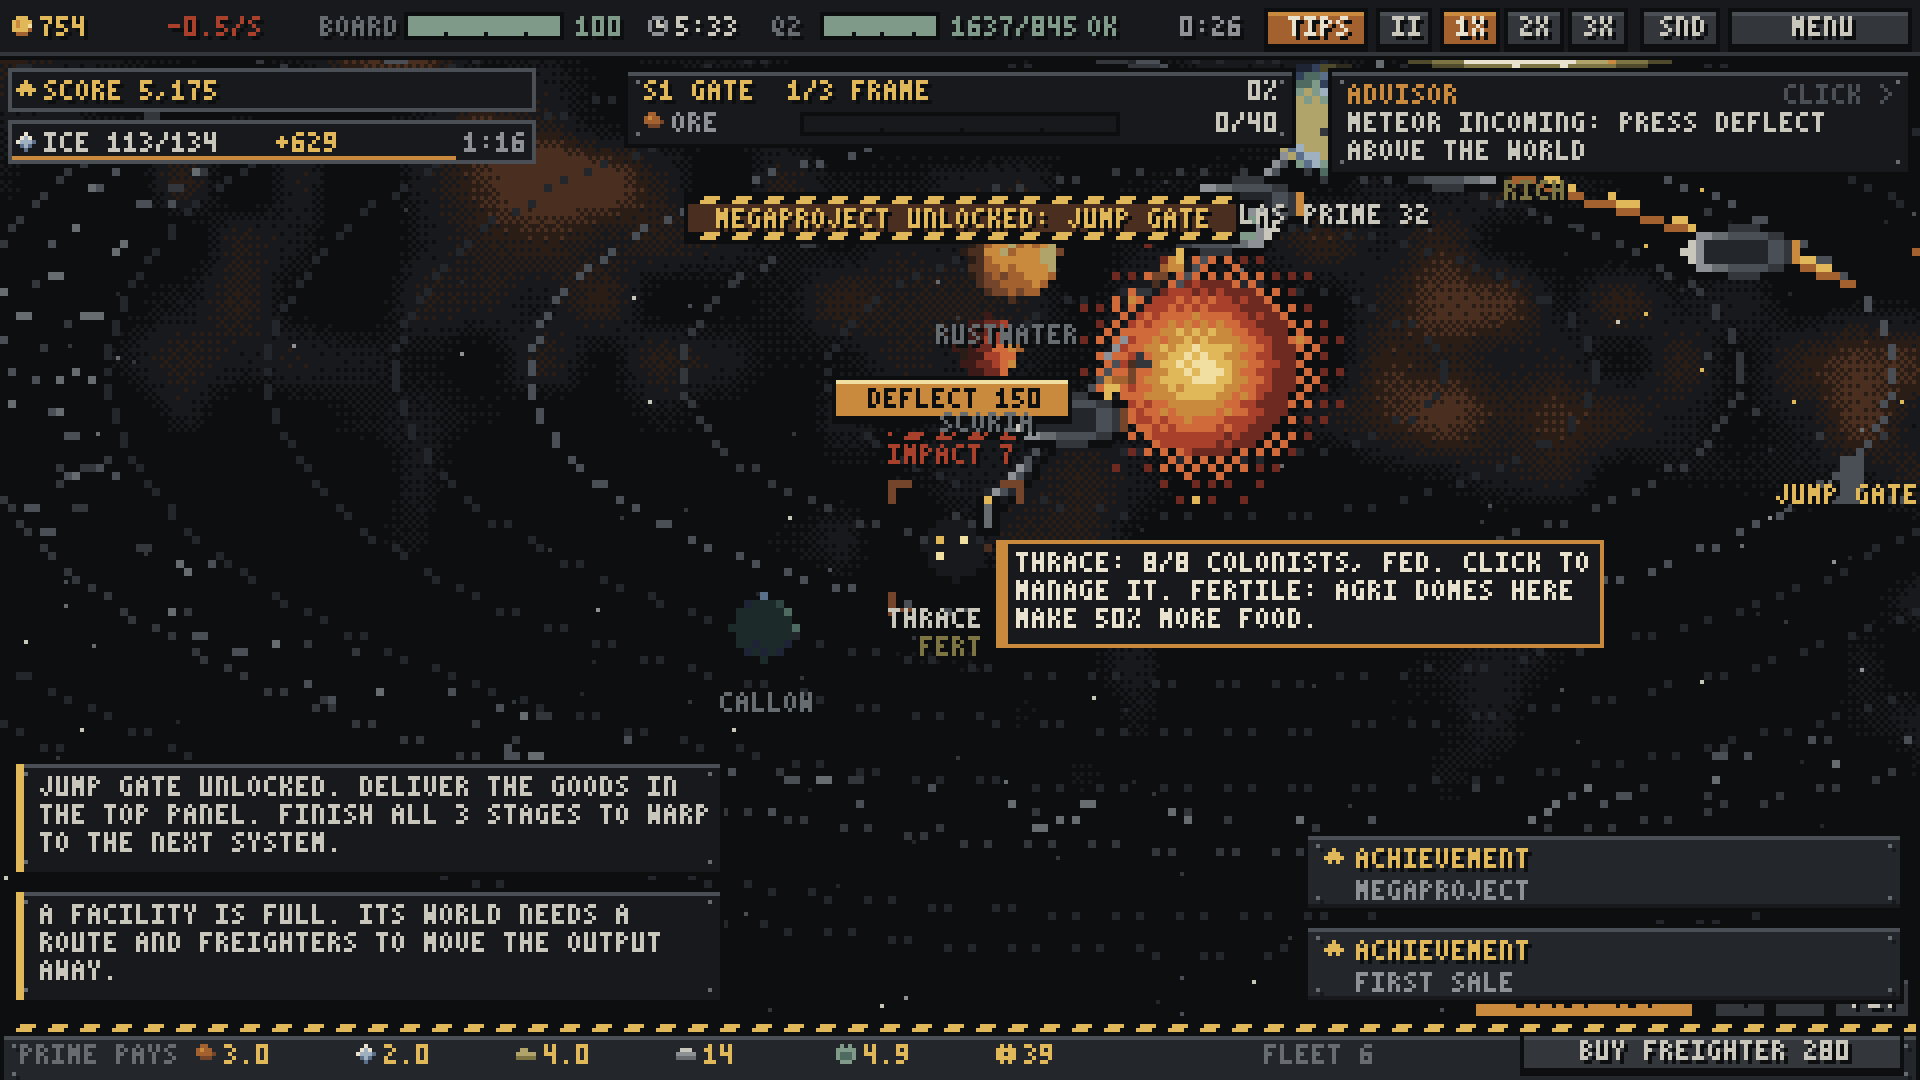 754 -0.5/S BOARD 100 5:33 Q2 1637/845 OK 0:26 TIPS II 1X 2X 3X SND MENU
SCORE 5,175
ICE 113/134 +629 1:16
S1 GATE 1/3 FRAME 0%
ORE 0/40
ADVISOR CLICK >
METEOR INCOMING: PRESS DEFLECT
ABOVE THE WORLD
RICH
MEGAPROJECT UNLOCKED: JUMP GATE
LAS PRIME 32
RUSTWATER
DEFLECT 150
SCORIA
IMPACT 7
JUMP GATE
THRACE: 8/8 COLONISTS, FED. CLICK TO
MANAGE IT. FERTILE: AGRI DOMES HERE
MAKE 50% MORE FOOD.
THRACE
FERT
CALLOW
JUMP GATE UNLOCKED. DELIVER THE GOODS IN
THE TOP PANEL. FINISH ALL 3 STAGES TO WARP
TO THE NEXT SYSTEM.
A FACILITY IS FULL. ITS WORLD NEEDS A
ROUTE AND FREIGHTERS TO MOVE THE OUTPUT
AWAY.
ACHIEVEMENT
MEGAPROJECT
ACHIEVEMENT
FIRST SALE
PRIME PAYS 3.0 2.0 4.0 14 4.9 39 FLEET 6 BUY FREIGHTER 280